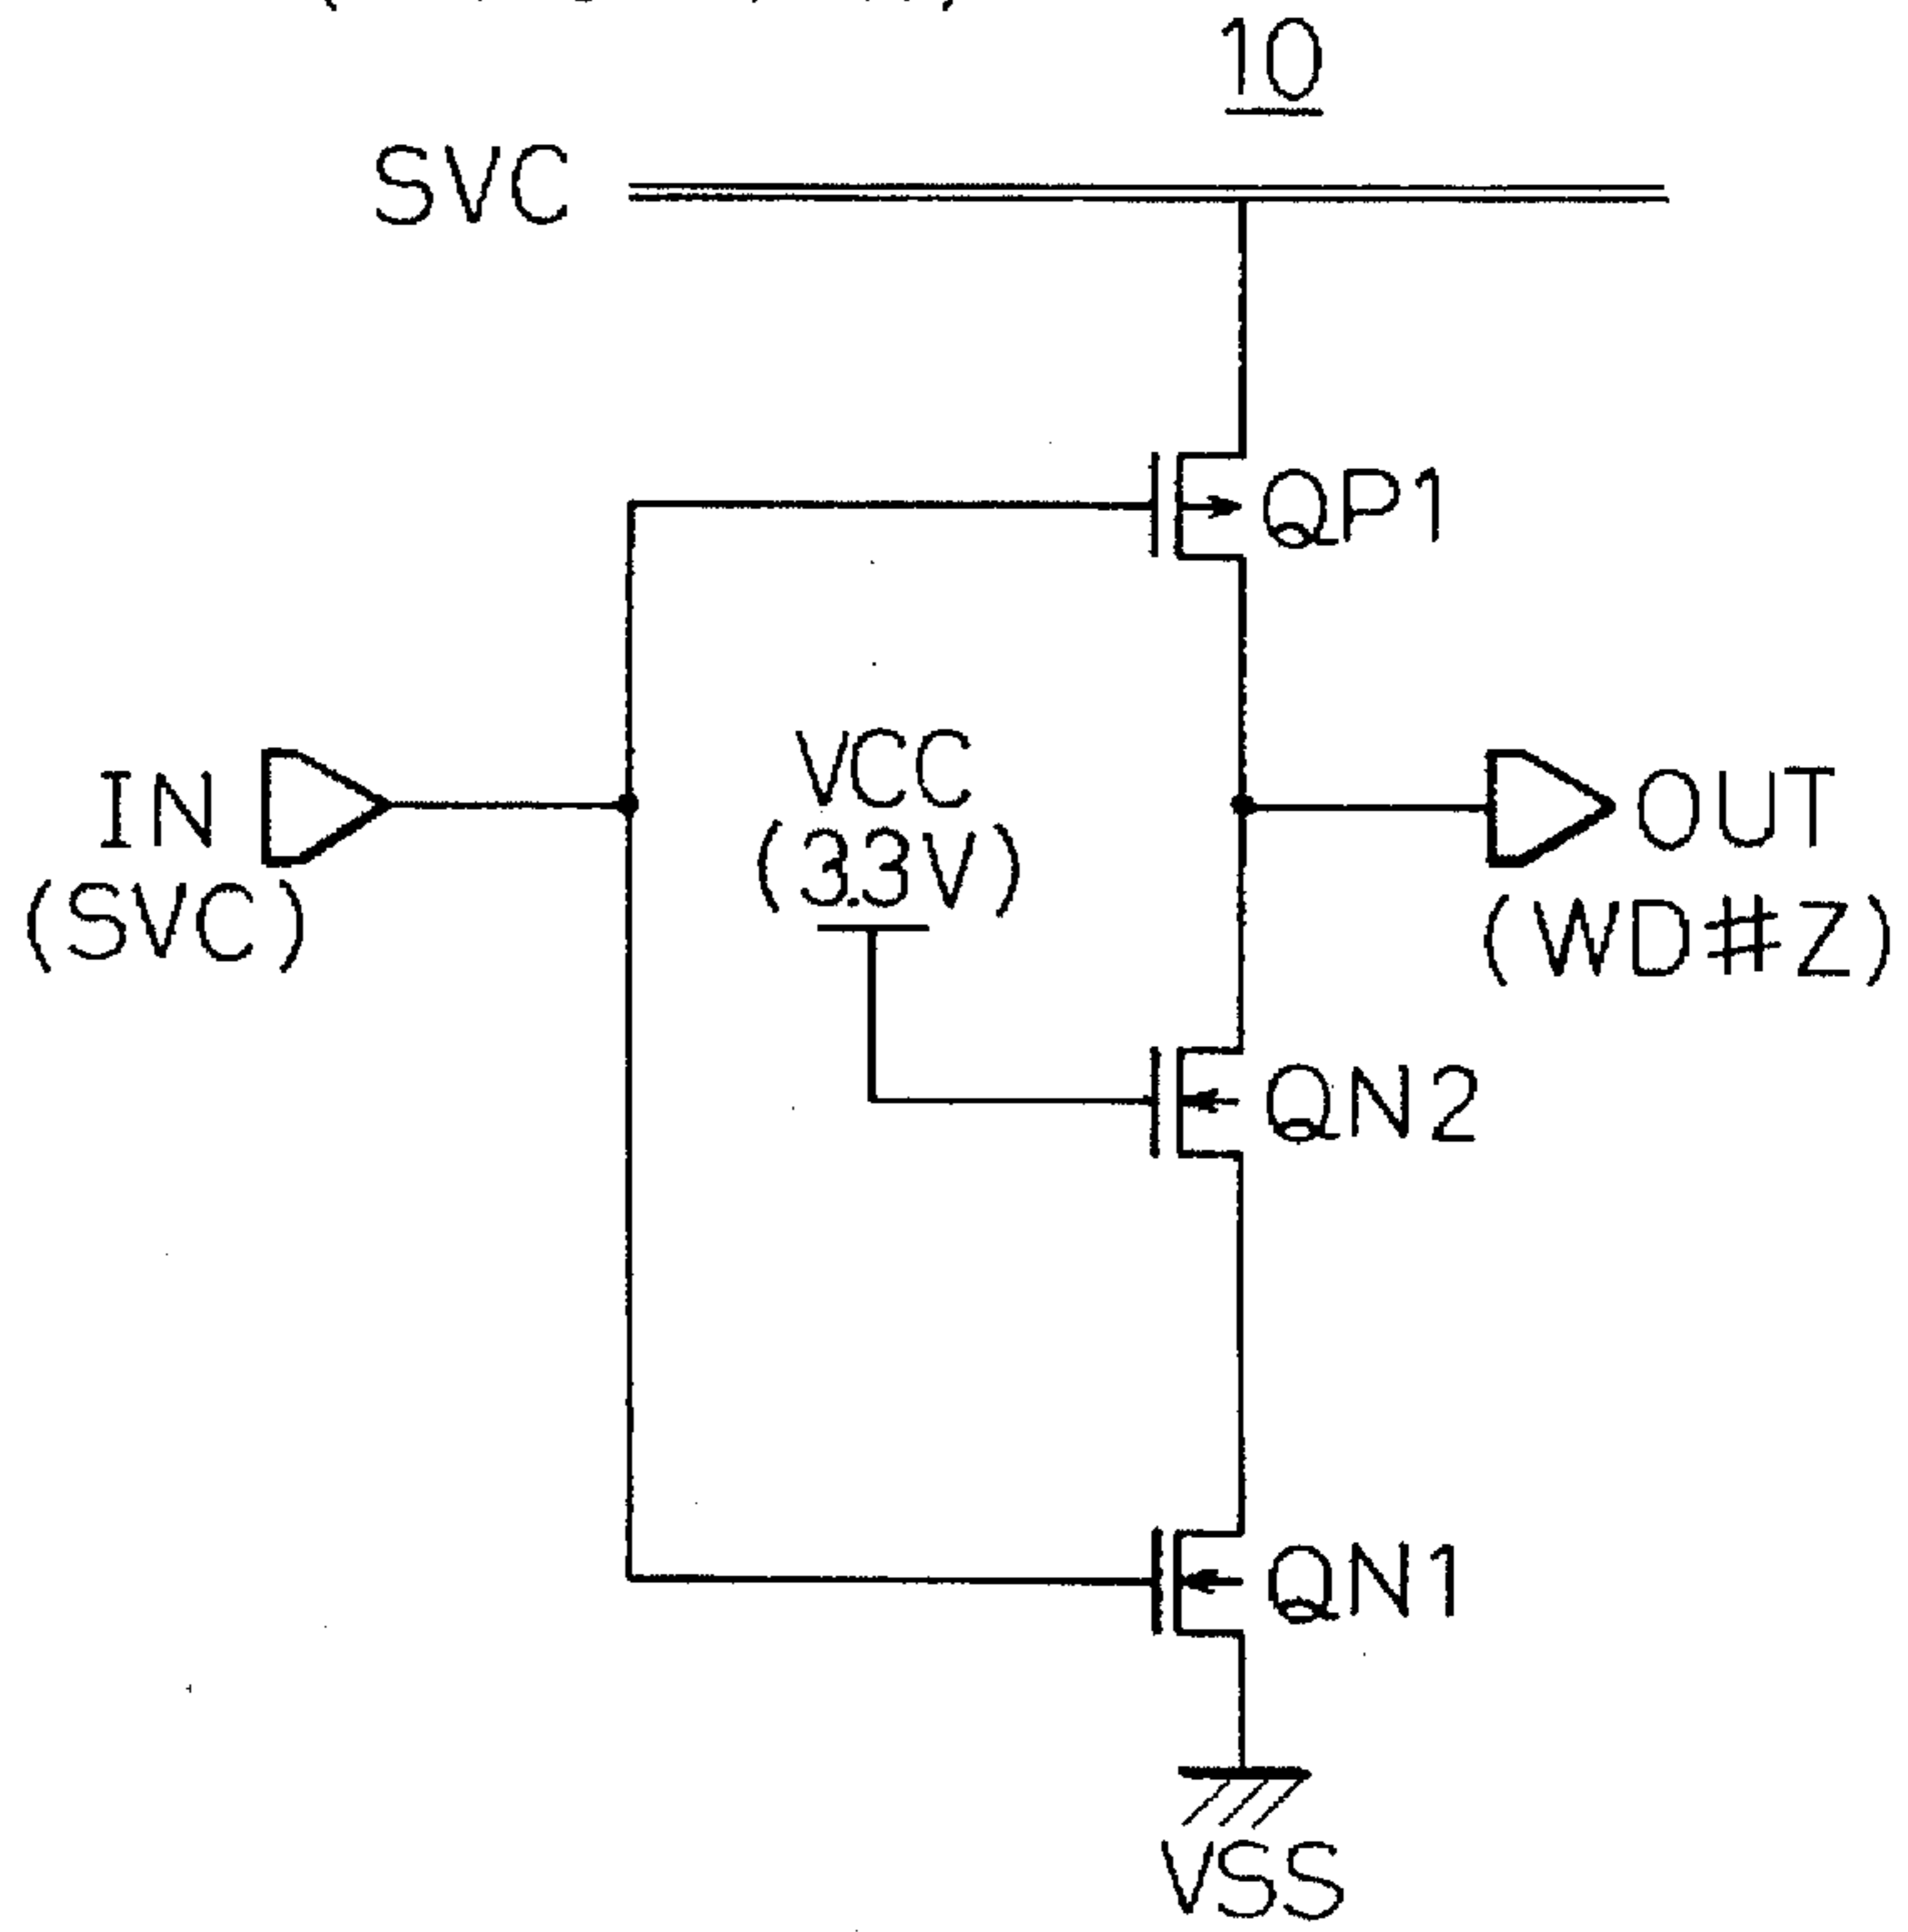 10
SVC
QP1
VCC
(3.3V)
IN
(SVC)
OUT
(WD#Z)
QN2
QN1
VSS